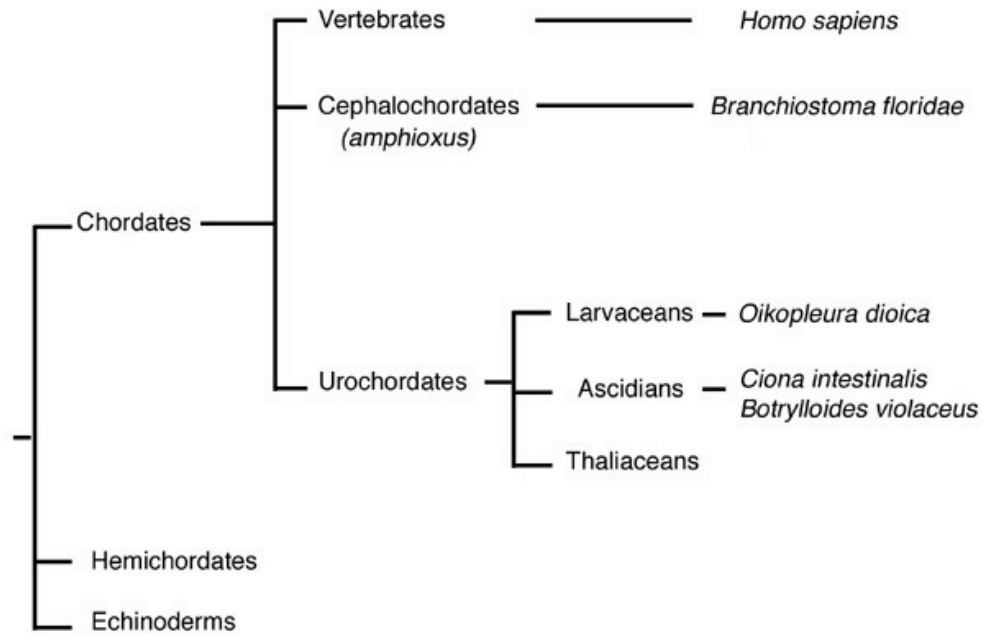 Vertebrates
Homo sapiens
Cephalochordates
(amphioxus)
Branchiostoma floridae
Chordates
Larvaceans
Oikopleura dioica
Urochordates
Ascidians
Ciona intestinalis
Botrylloides violaceus
Thaliaceans
Hemichordates
Echinoderms